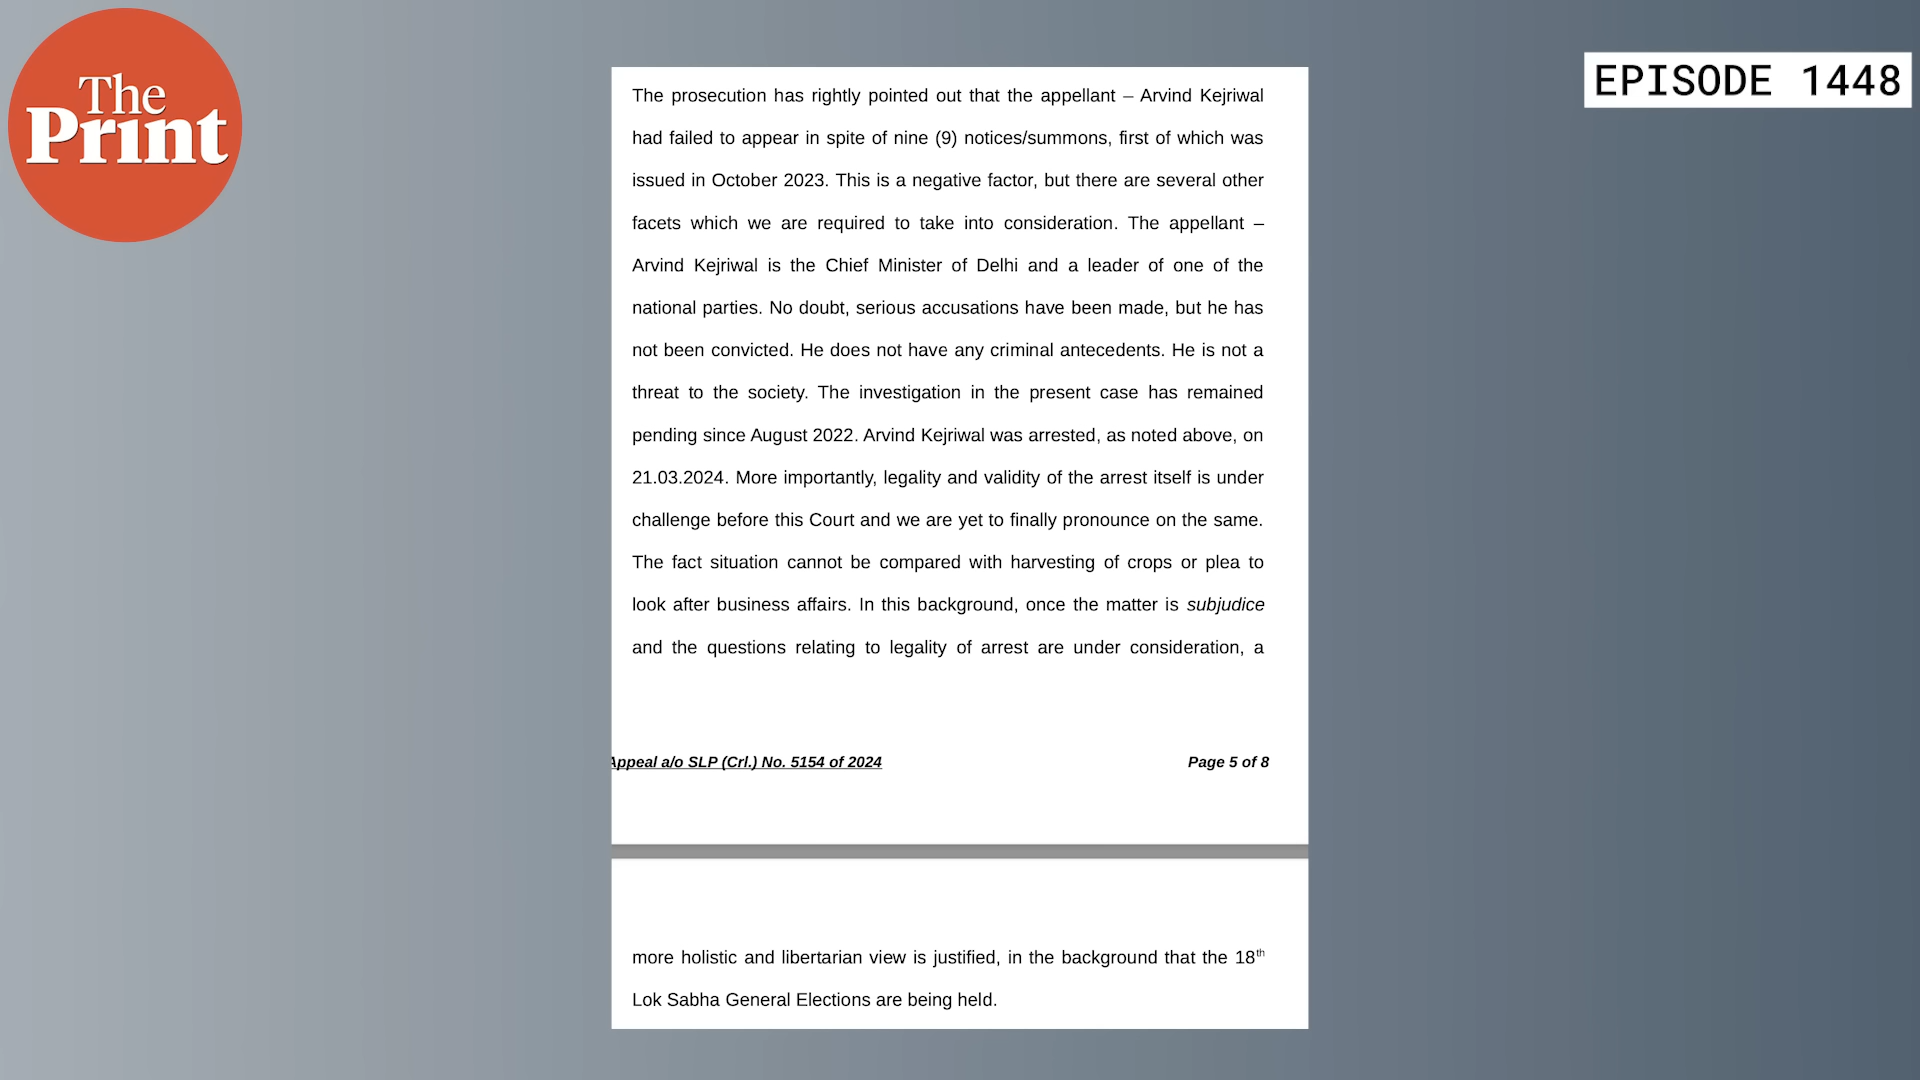 The
Print
EPISODE 1448
The prosecution has rightly pointed out that the appellant – Arvind Kejriwal
had failed to appear in spite of nine (9) notices/summons, first of which was
issued in October 2023. This is a negative factor, but there are several other
facets which we are required to take into consideration. The appellant –
Arvind Kejriwal is the Chief Minister of Delhi and a leader of one of the
national parties. No doubt, serious accusations have been made, but he has
not been convicted. He does not have any criminal antecedents. He is not a
threat to the society. The investigation in the present case has remained
pending since August 2022. Arvind Kejriwal was arrested, as noted above, on
21.03.2024. More importantly, legality and validity of the arrest itself is under
challenge before this Court and we are yet to finally pronounce on the same.
The fact situation cannot be compared with harvesting of crops or plea to
look after business affairs. In this background, once the matter is subjudice
and the questions relating to legality of arrest are under consideration, a
Appeal a/o SLP (Crl.) No. 5154 of 2024 Page 5 of 8
more holistic and libertarian view is justified, in the background that the 18th
Lok Sabha General Elections are being held.